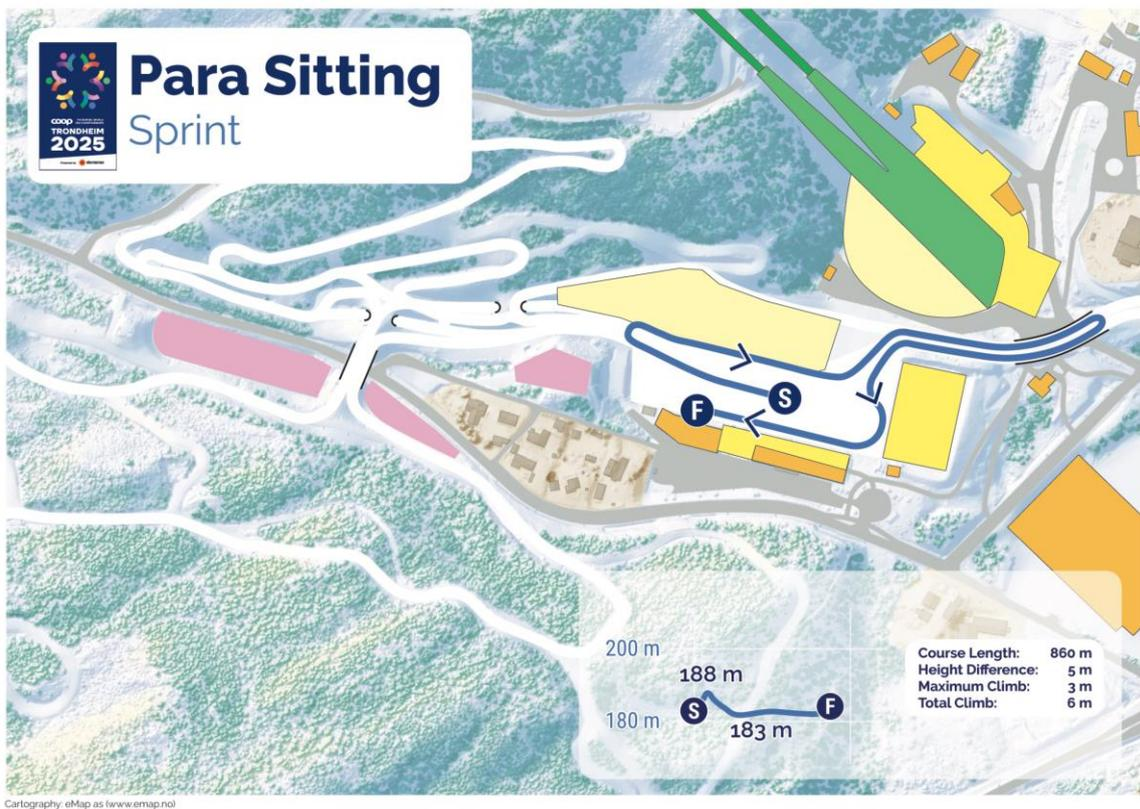 Para Sitting
Sprint
coop
TRONDHEIM
2025
S
F
200 m
188 m
180 m
S
F
183 m
Course Length: 860 m
Height Difference: 5 m
Maximum Climb: 3 m
Total Climb: 6 m
Cartography: eMap as (www.emap.no)